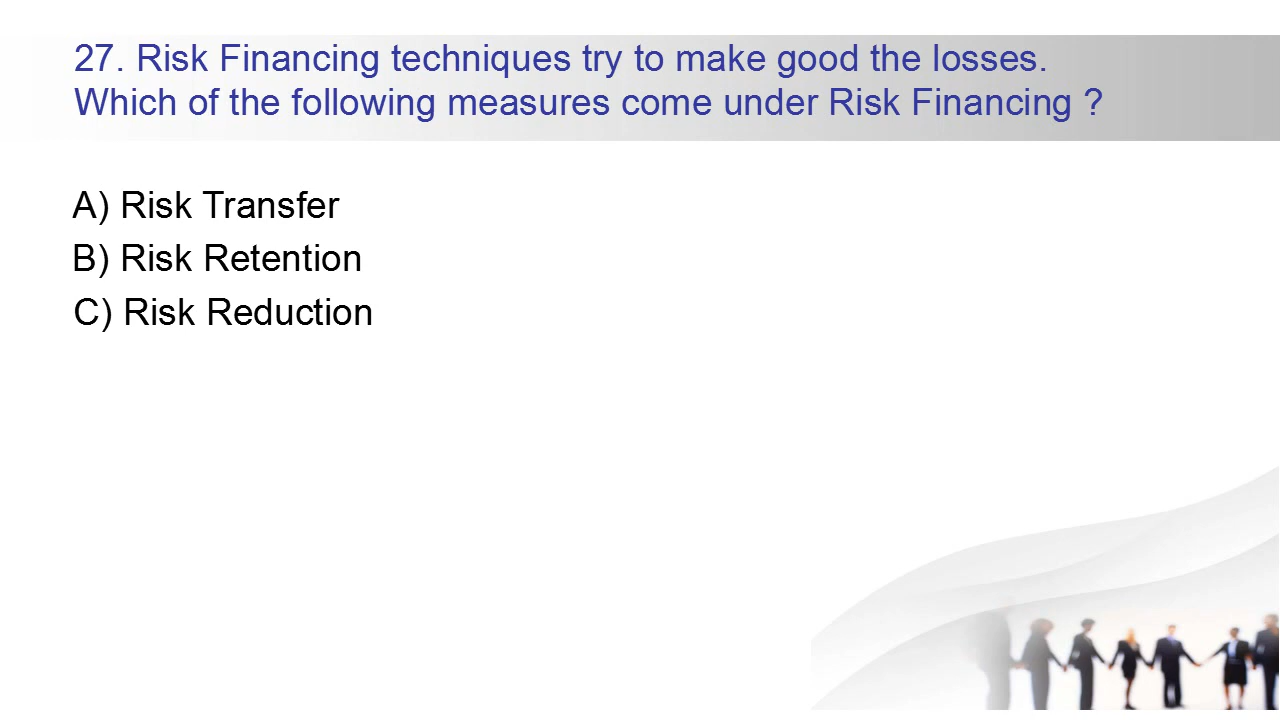 27. Risk Financing techniques try to make good the losses.
Which of the following measures come under Risk Financing ?
A) Risk Transfer
B) Risk Retention
C) Risk Reduction